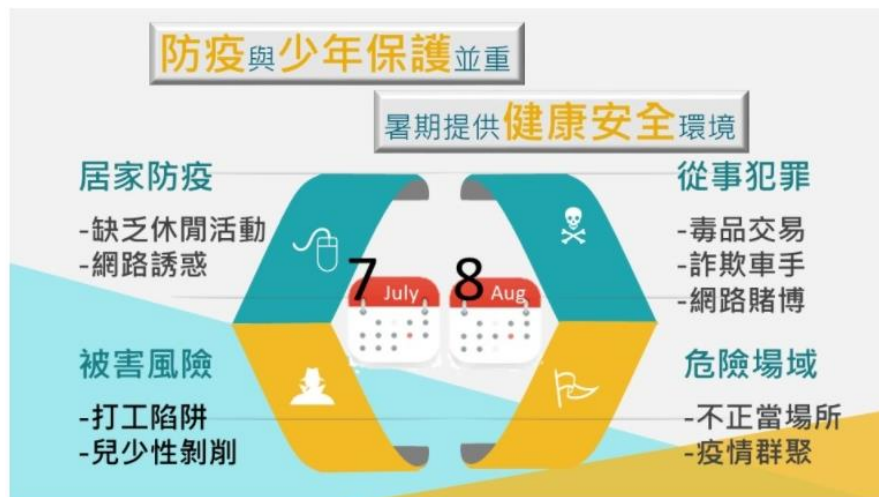 防疫與少年保護並重
暑期提供健康安全環境
居家防疫
-缺乏休閒活動
-網路誘惑
從事犯罪
-毒品交易
-詐欺車手
-網路賭博
7
July
8
Aug
被害風險
-打工陷阱
-兒少性剝削
危險場域
-不正當場所
-疫情群聚